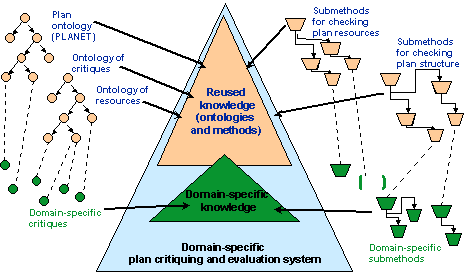 Plan
ontology
(PLANET)
Ontology of
critiques
Ontology of
resources
Submethods
for checking
plan resources
Submethods
for checking
plan structure
Reused
knowledge
(ontologies
and methods)
Domain-specific
knowledge
Domain-specific
critiques
Domain-specific
submethods
Domain-specific
plan critiquing and evaluation system